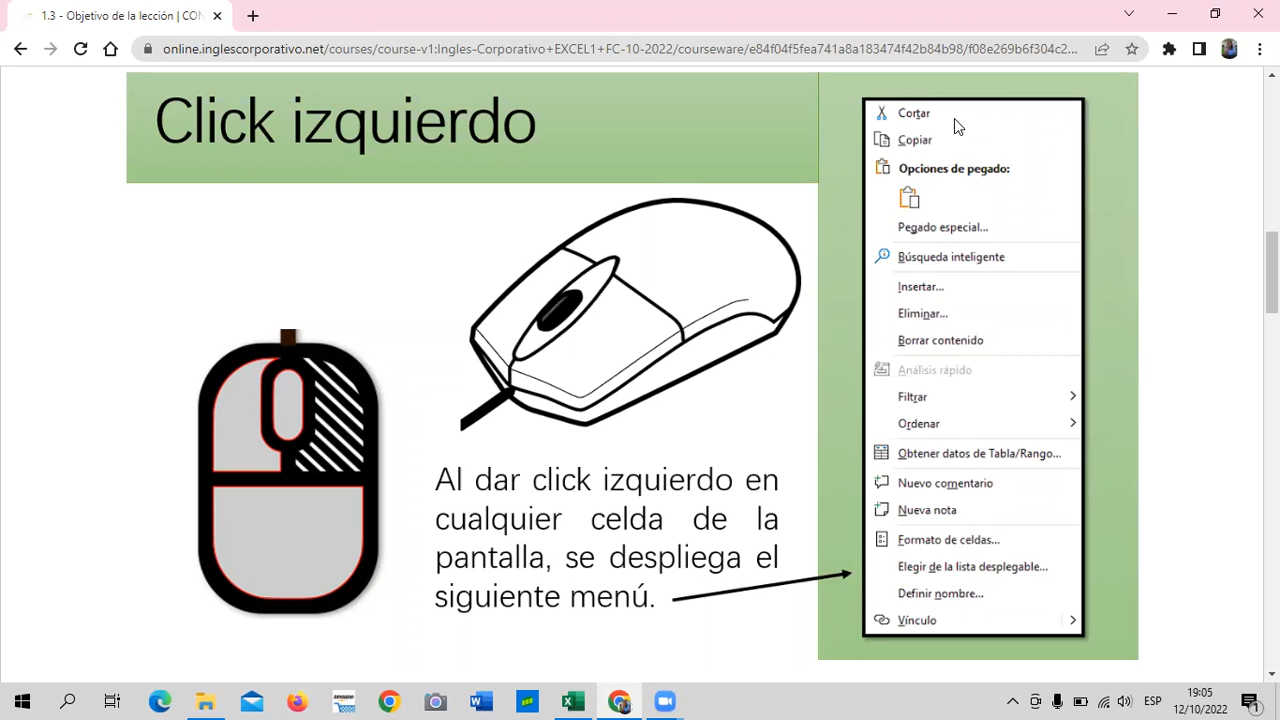 1.3 - Objetivo de la lección | CON
online.inglescorporativo.net/courses/course-v1:Ingles-Corporativo+EXCEL1+FC-10-2022/courseware/e84f04f5fea741a8a183474f42b84b98/f08e269b6f304c2...
Click izquierdo
Al dar click izquierdo en
cualquier celda de la
pantalla, se despliega el
siguiente menú.
Cortar
Copiar
Opciones de pegado:
Pegado especial...
Búsqueda inteligente
Insertar...
Eliminar...
Borrar contenido
Análisis rápido
Filtrar
Ordenar
Obtener datos de Tabla/Rango...
Nuevo comentario
Nueva nota
Formato de celdas...
Elegir de la lista desplegable...
Definir nombre...
Vínculo
ESP
19:05
12/10/2022